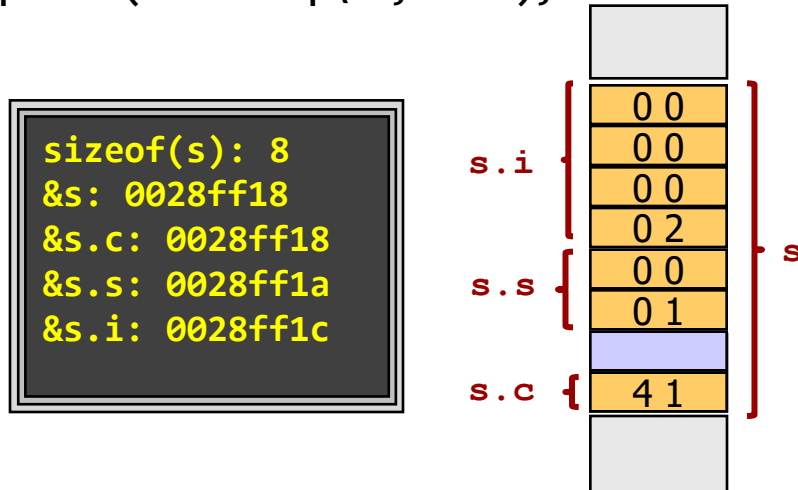 sizeof(s): 8
&s: 0028ff18
&s.c: 0028ff18
&s.s: 0028ff1a
&s.i: 0028ff1c
s.i
s.s
s.c
00
00
00
02
00
01
41
s